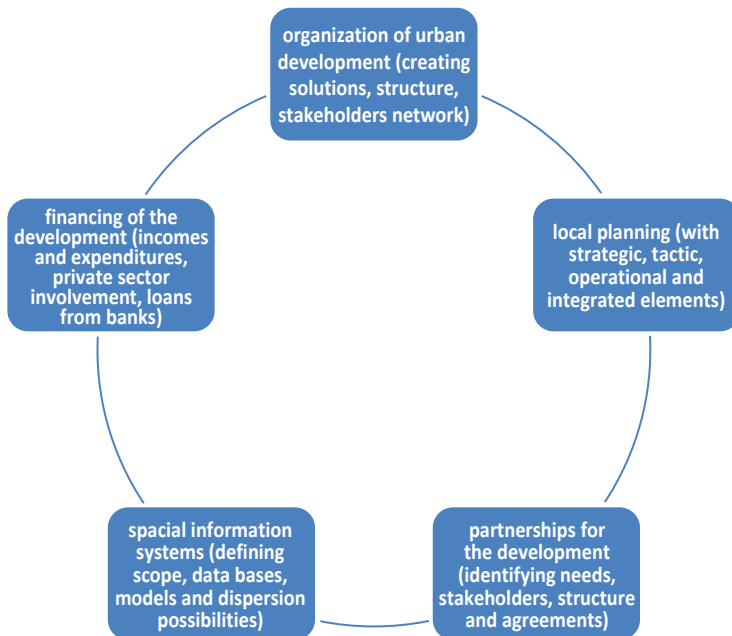 organization of urban
development (creating
solutions, structure,
stakeholders network)
local planning (with
strategic, tactic,
operational and
integrated elements)
partnerships for
the development
(identifying needs,
stakeholders, structure
and agreements)
spacial information
systems (defining
scope, data bases,
models and dispersion
possibilities)
financing of the
development (incomes
and expenditures,
private sector
involvement, loans
from banks)